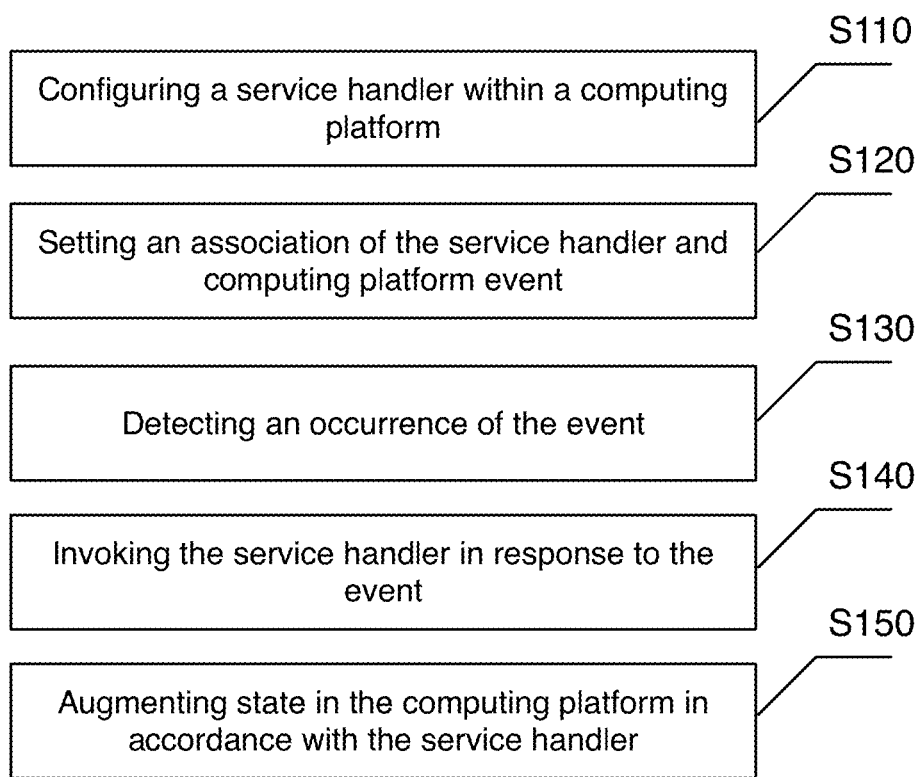 S110
Configuring a service handler within a computing
platform
S120
Setting an association of the service handler and
computing platform event
S130
Detecting an occurrence of the event
S140
Invoking the service handler in response to the
event
S150
Augmenting state in the computing platform in
accordance with the service handler